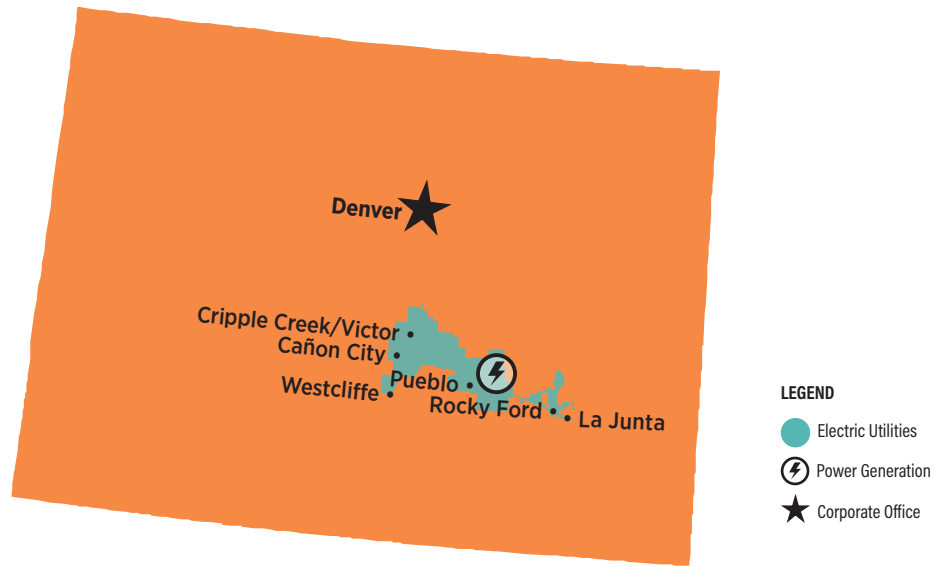 Denver
Cripple Creek/Victor
Cañon City
Westcliffe
Pueblo
Rocky Ford
La Junta
LEGEND
Electric Utilities
Power Generation
Corporate Office